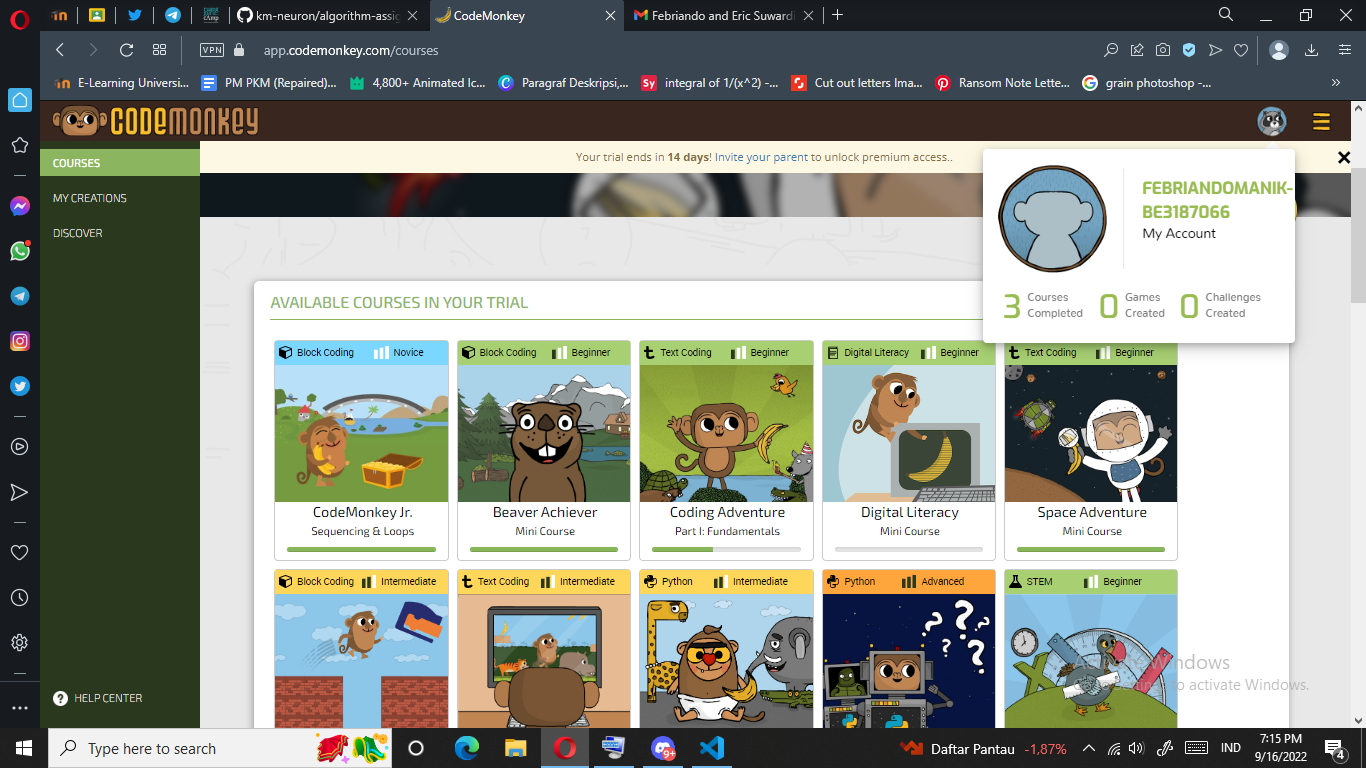 km-neuron/algorithm-assig
CodeMonkey
Febriando and Eric Suwardi
VPN
app.codemonkey.com/courses
E-Learning Universi...
PM PKM (Repaired)...
4,800+ Animated Ic...
Paragraf Deskripsi,...
Sy
integral of 1/(x^2) -...
Cut out letters Ima...
Ransom Note Lette...
grain photoshop -...
CODEMONKEY
COURSES
MY CREATIONS
DISCOVER
HELP CENTER
Your trial ends in 14 days! Invite your parent to unlock premium access..
FEBRIANDOMANIK-
BE3187066
My Account
3 Courses Completed
0 Games Created
0 Challenges Created
AVAILABLE COURSES IN YOUR TRIAL
Block Coding Novice
CodeMonkey Jr.
Sequencing & Loops
Block Coding Beginner
Beaver Achiever
Mini Course
Text Coding Beginner
Coding Adventure
Part I: Fundamentals
Digital Literacy Beginner
Digital Literacy
Mini Course
Text Coding Beginner
Space Adventure
Mini Course
Block Coding Intermediate
Text Coding Intermediate
Python Intermediate
Python Advanced
STEM Beginner
to activate Windows.
Type here to search
9+
Daftar Pantau -1,87%
IND
7:15 PM
9/16/2022
4